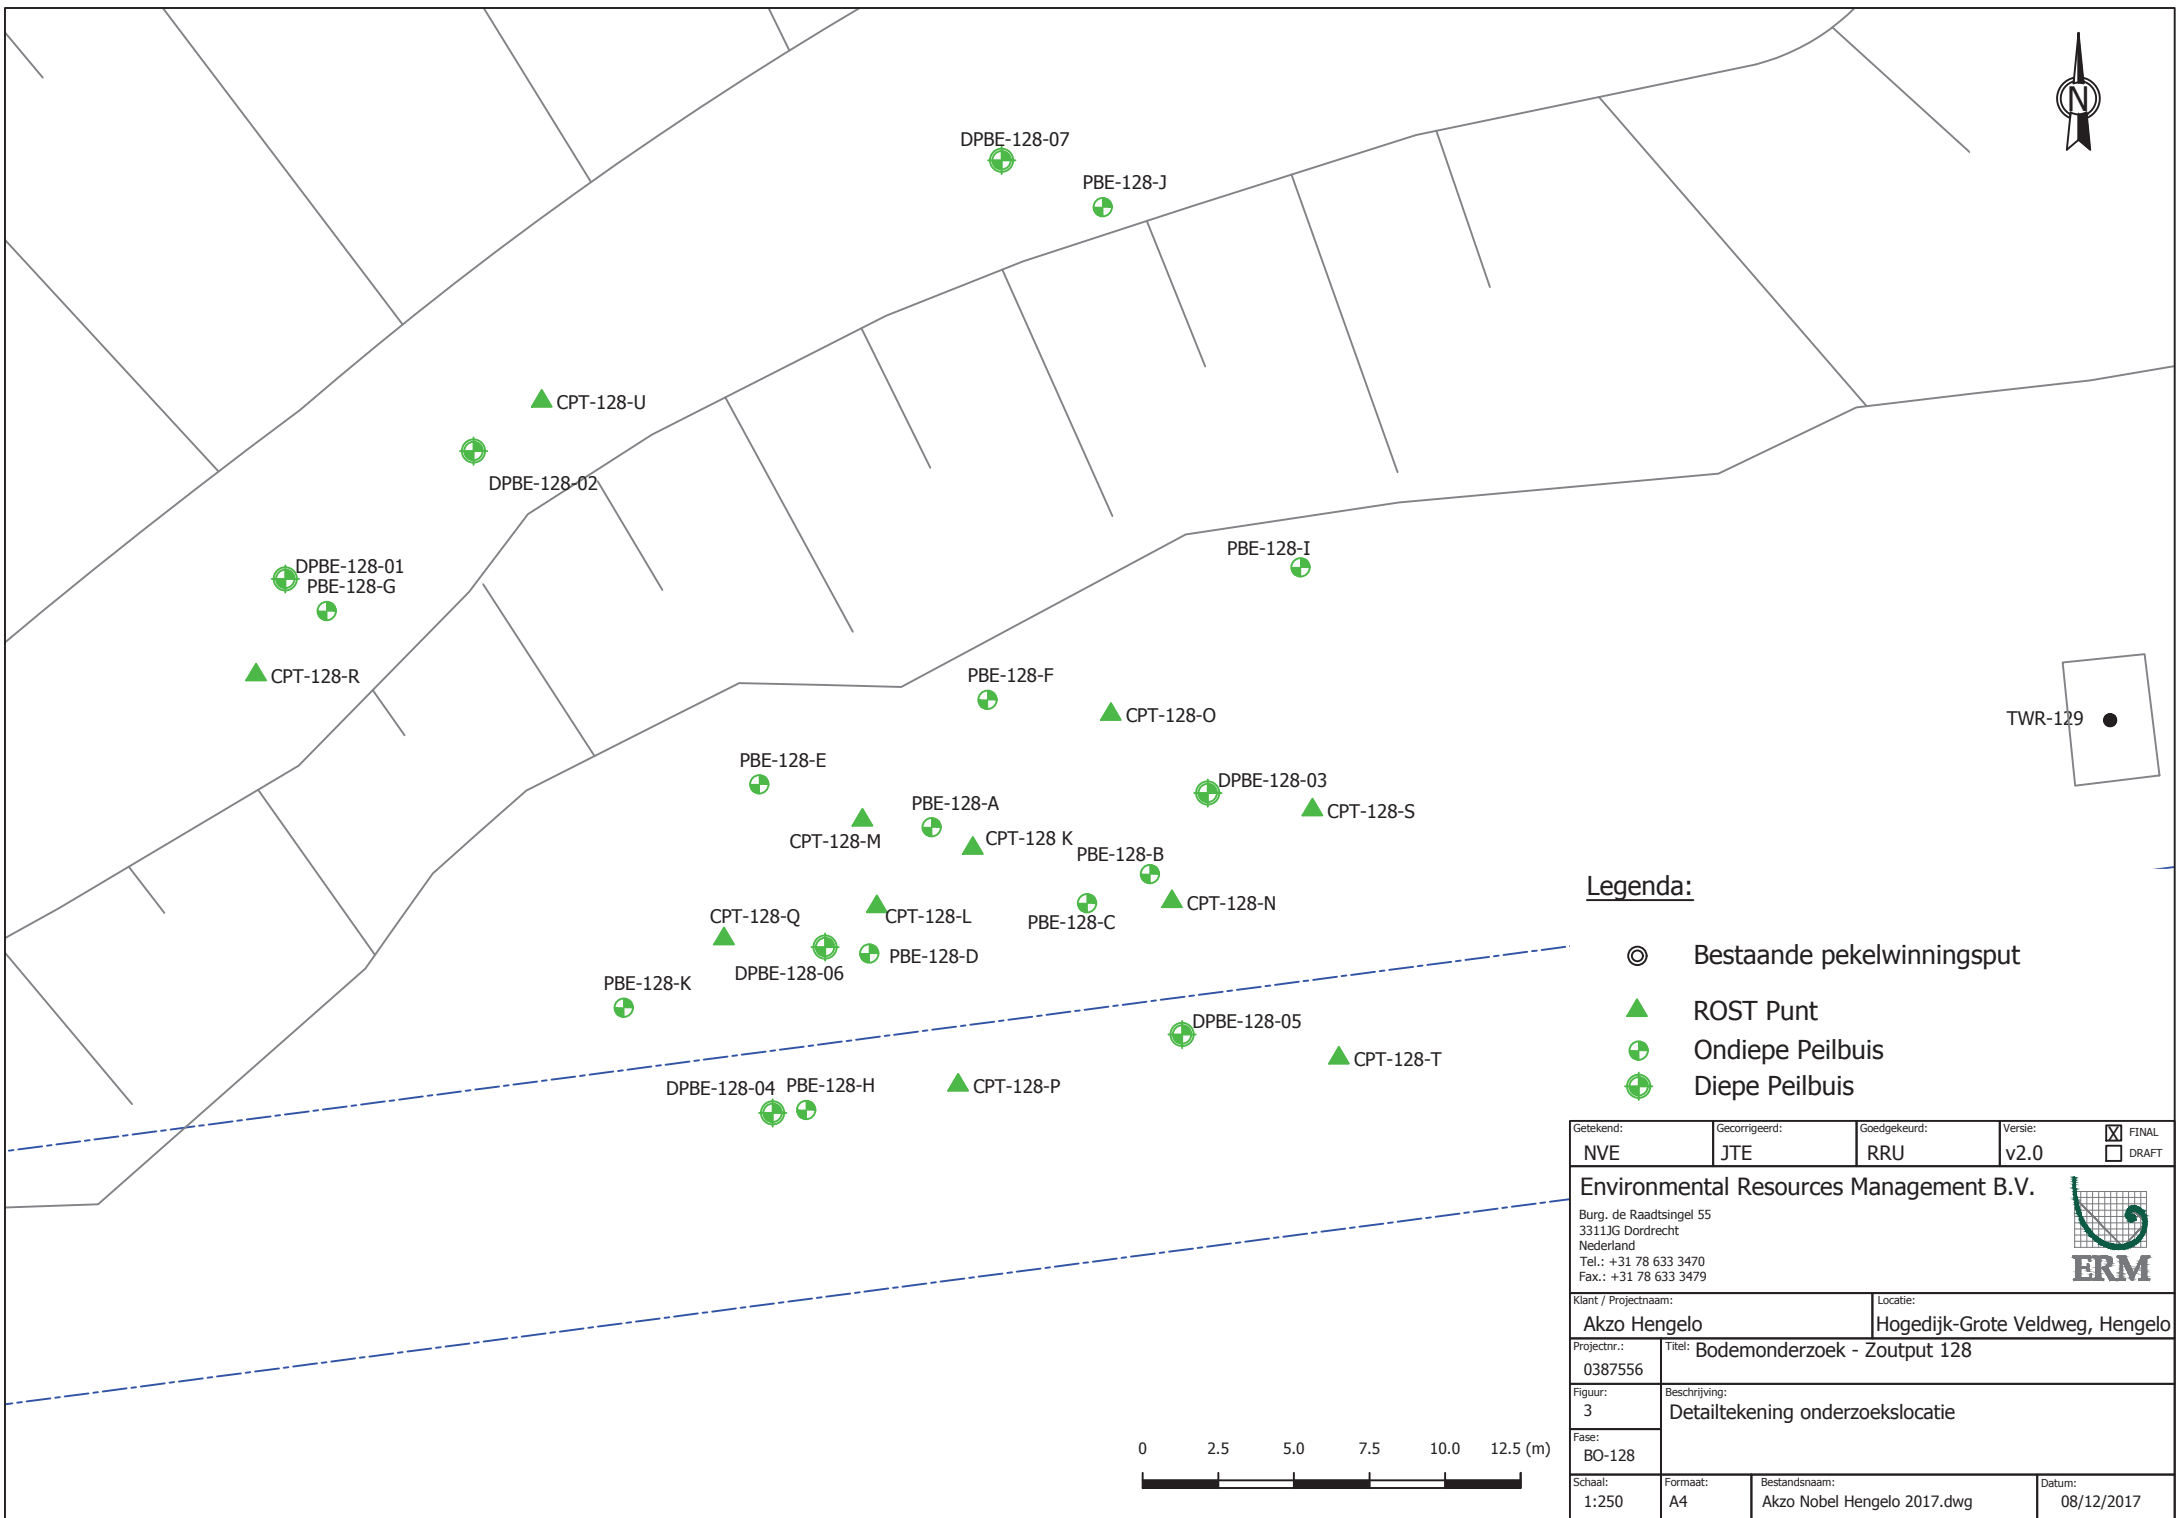 N
DPBE-128-07
PBE-128-J
CPT-128-U
DPBE-128-02
PBE-128-I
DPBE-128-01
PBE-128-G
CPT-128-R
PBE-128-F
CPT-128-O
TWR-129
PBE-128-E
DPBE-128-03
PBE-128-A
CPT-128-S
CPT-128-M
CPT-128 K
PBE-128-B
CPT-128-Q
CPT-128-L
PBE-128-C
CPT-128-N
PBE-128-D
DPBE-128-06
PBE-128-K
DPBE-128-05
CPT-128-T
DPBE-128-04
PBE-128-H
CPT-128-P
Legenda:
Bestaande pekelwinningsput
ROST Punt
Ondiepe Peilbuis
Diepe Peilbuis
0 2.5 5.0 7.5 10.0 12.5 (m)
Getekend: Gecorrigeerd: Goedgekeurd: Versie: FINAL
NVE JTE RRU v2.0 DRAFT
Environmental Resources Management B.V.
Burg. de Raadtsingel 55
3311JG Dordrecht
Nederland
Tel.: +31 78 633 3470
Fax.: +31 78 633 3479
ERM
Klant / Projectnaam: Locatie:
Akzo Hengelo Hogedijk-Grote Veldweg, Hengelo
Projectnr.: Titel: Bodemonderzoek - Zoutput 128
0387556
Figuur: Beschrijving:
3 Detailtekening onderzoekslocatie
Fase:
BO-128
Schaal: Formaat: Bestandsnaam: Datum:
1:250 A4 Akzo Nobel Hengelo 2017.dwg 08/12/2017